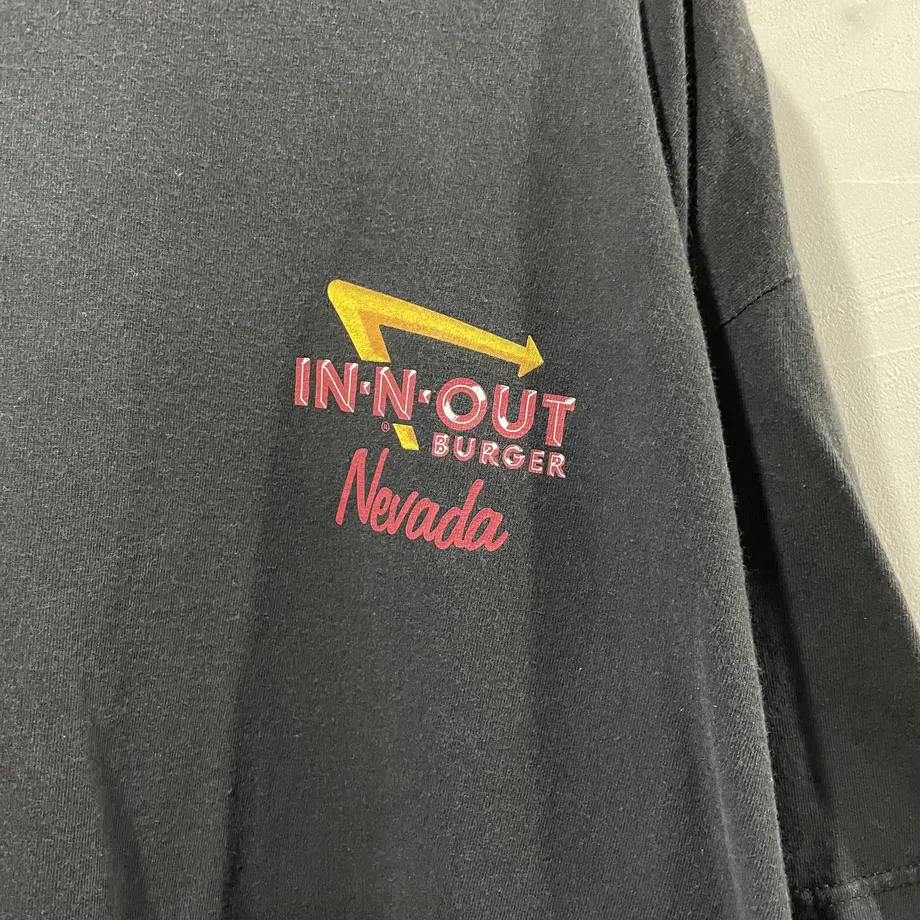 IN-N-OUT
®
BURGER
Nevada